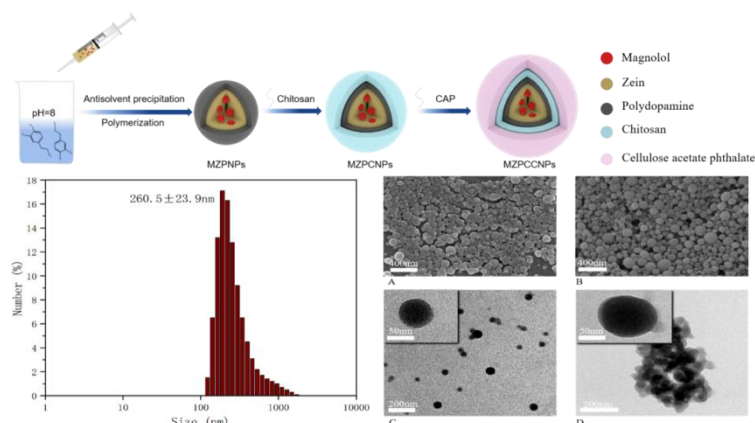 pH=8
Antisolvent precipitation
Polymerization
MZPNPs
Chitosan
MZPCNPs
CAP
MZPCCNPs
Magnolol
Zein
Polydopamine
Chitosan
Cellulose acetate phthalate
260.5±23.9nm
Number (%)
18
16
14
12
10
8
6
4
2
0
1
10
100
1000
10000
Size (nm)
400nm
A
400nm
B
50nm
200nm
C
50nm
200nm
D